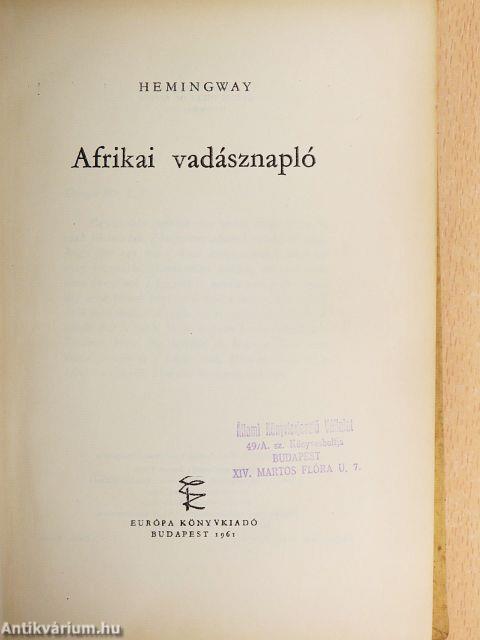 HEMINGWAY
Afrikai vadásznapló
Állami Könyvterjesztő Vállalat
49/A. sz. Könyvesboltja
BUDAPEST
XIV. MARTOS FLÓRA U. 7.
EURÓPA KÖNYVKIADÓ
BUDAPEST 1961
Antikvárium.hu